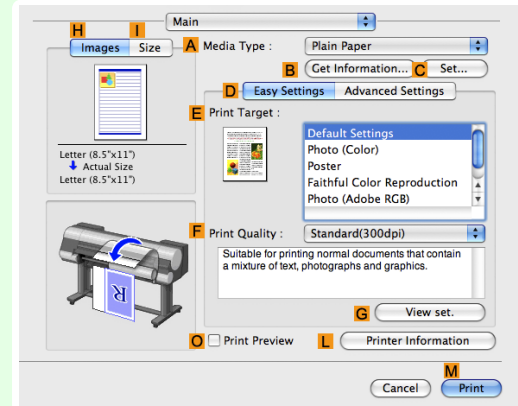 Main
H I
Images Size
A Media Type : Plain Paper
B Get Information... C Set...
D Easy Settings Advanced Settings
E Print Target :
Default Settings
Photo (Color)
Poster
Faithful Color Reproduction
Photo (Adobe RGB)
Letter (8.5"x11")
Actual Size
Letter (8.5"x11")
R
F Print Quality : Standard(300dpi)
Suitable for printing normal documents that contain
a mixture of text, photographs and graphics.
G View set.
O Print Preview L Printer Information
M
Cancel Print